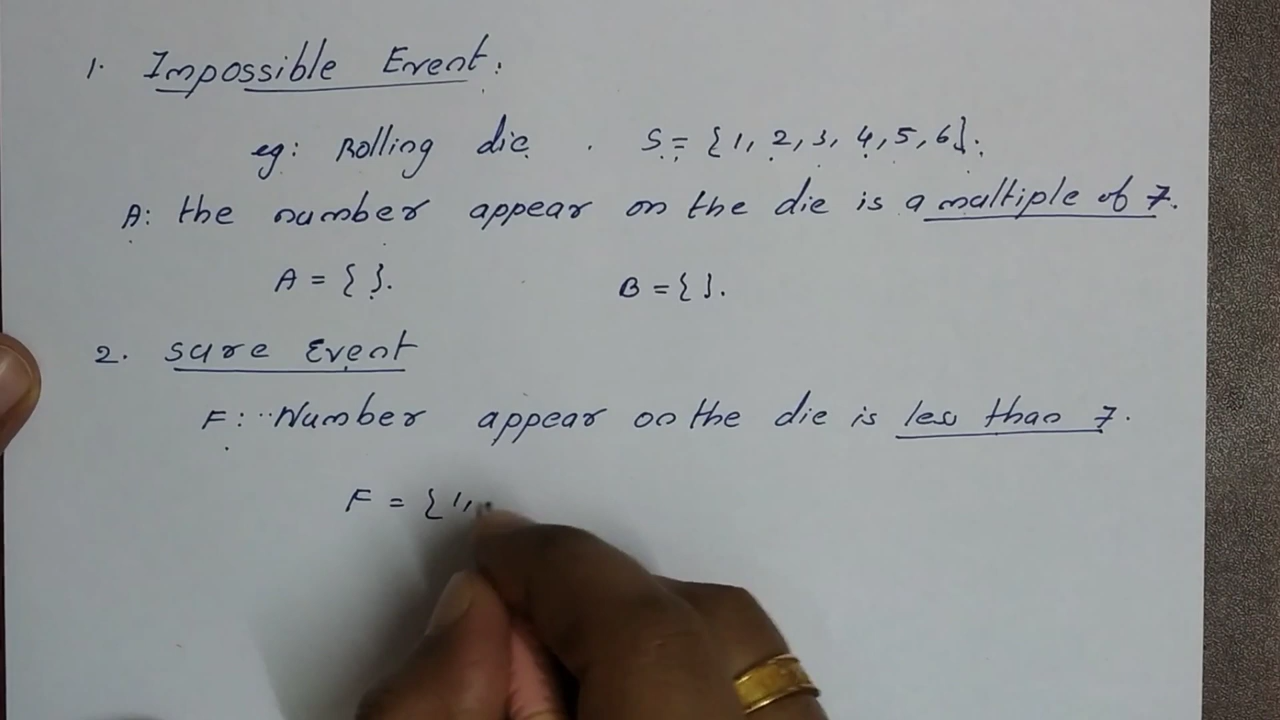 1. Impossible Event.
eg: Rolling die. S = {1, 2, 3, 4, 5, 6}.
A: the number appear on the die is a multiple of 7.
A = { }. B = { }.
2. Sure Event
F: Number appear on the die is less than 7.
F = {1,